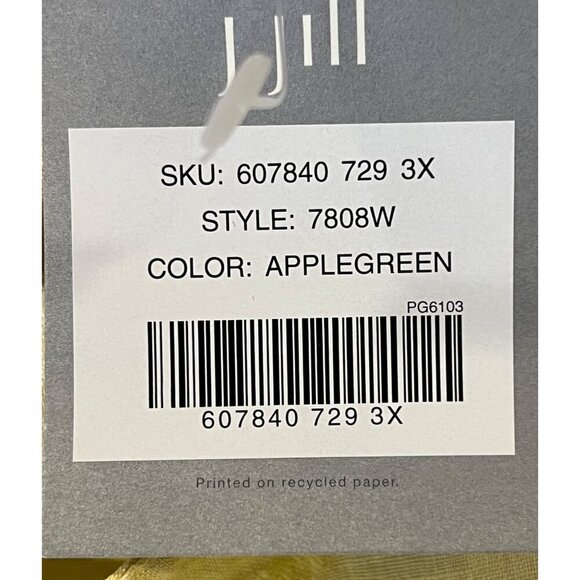 j jill
SKU: 607840 729 3X
STYLE: 7808W
COLOR: APPLEGREEN
PG6103
607840 729 3X
Printed on recycled paper.